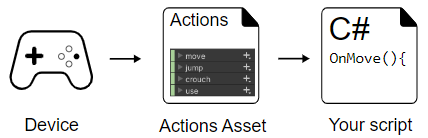 Actions
move
jump
crouch
use
C#
OnMove(){
Device
Actions Asset
Your script